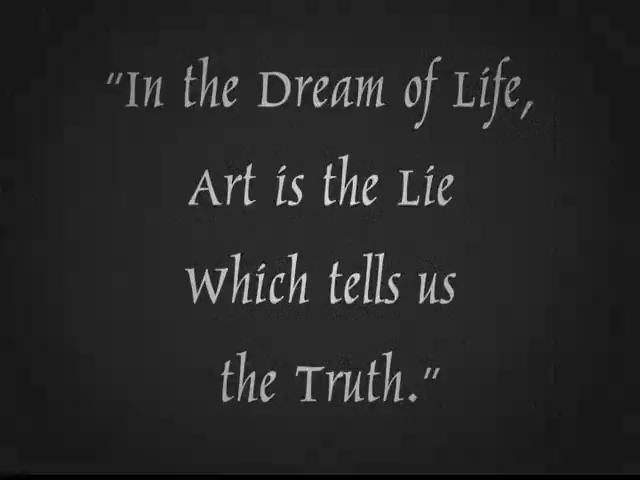 "In the Dream of Life,
Art is the Lie
Which tells us
the Truth."